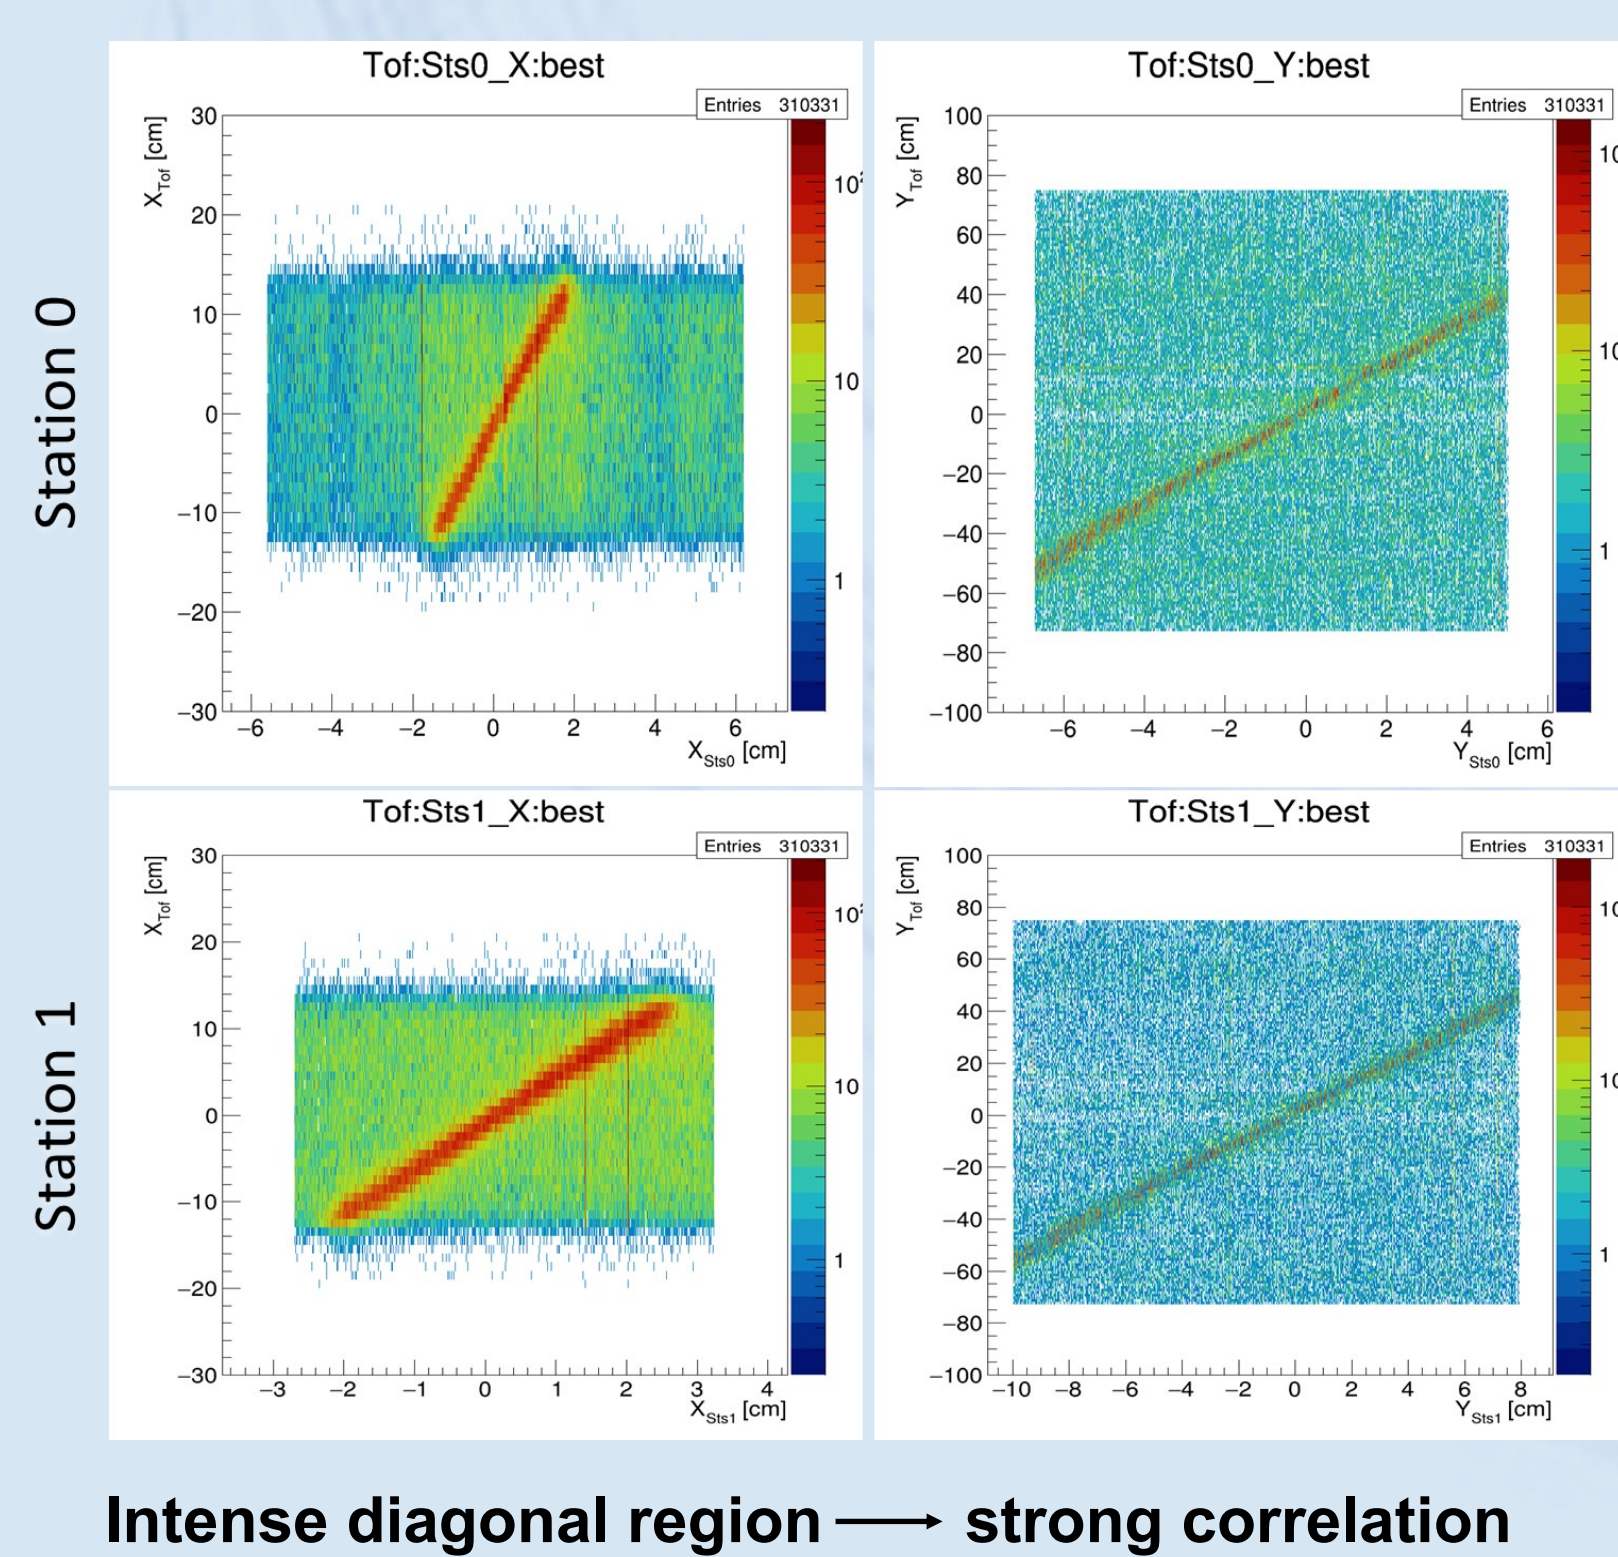 Tof:Sts0_X:best
Entries 310331
X_Tof [cm]
30
20
10
0
−10
−20
−30
−6 −4 −2 0 2 4 6
X_Sts0 [cm]
10²
10
1
Tof:Sts0_Y:best
Entries 310331
Y_Tof [cm]
100
80
60
40
20
0
−20
−40
−60
−80
−100
−6 −4 −2 0 2 4 6
Y_Sts0 [cm]
1
Station 0
Tof:Sts1_X:best
Entries 310331
X_Tof [cm]
30
20
10
0
−10
−20
−30
−3 −2 −1 0 1 2 3 4
X_Sts1 [cm]
10²
10
1
Tof:Sts1_Y:best
Entries 310331
Y_Tof [cm]
100
80
60
40
20
0
−20
−40
−60
−80
−100
−10 −8 −6 −4 −2 0 2 4 6 8
Y_Sts1 [cm]
1
Station 1
Intense diagonal region → strong correlation